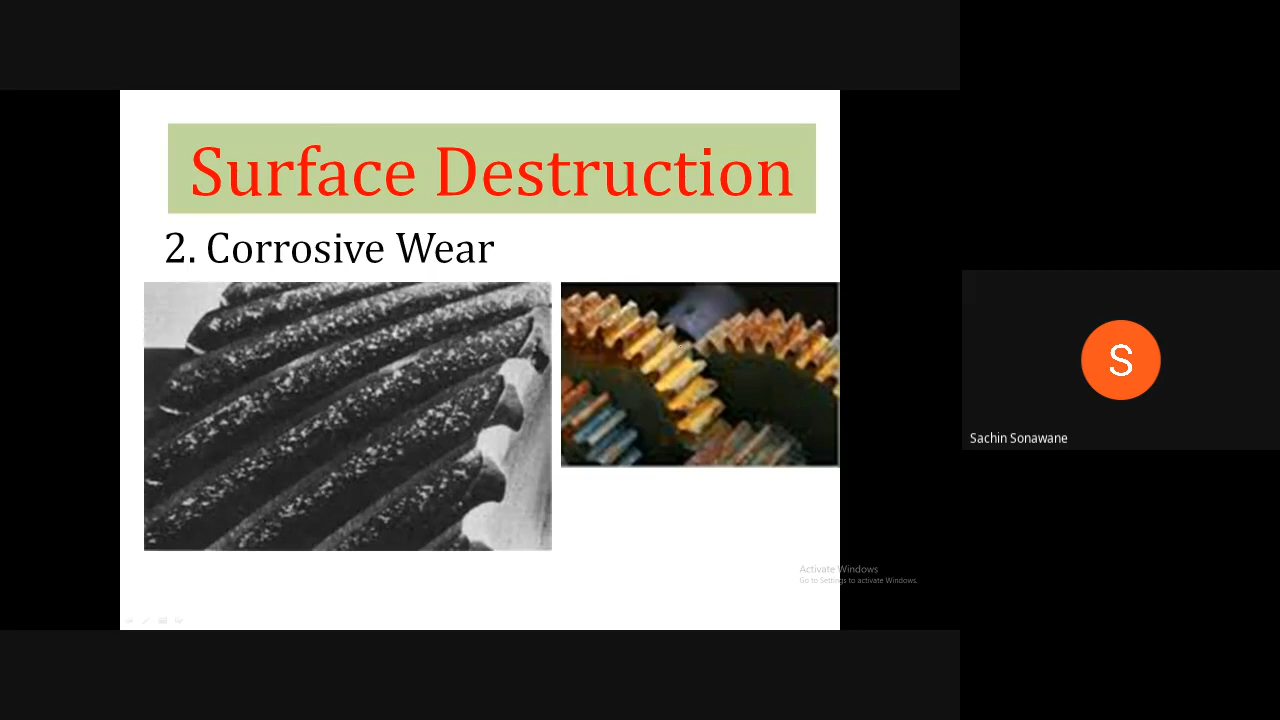 Surface Destruction
2. Corrosive Wear
S
Sachin Sonawane
Activate Windows
Go to Settings to activate Windows.